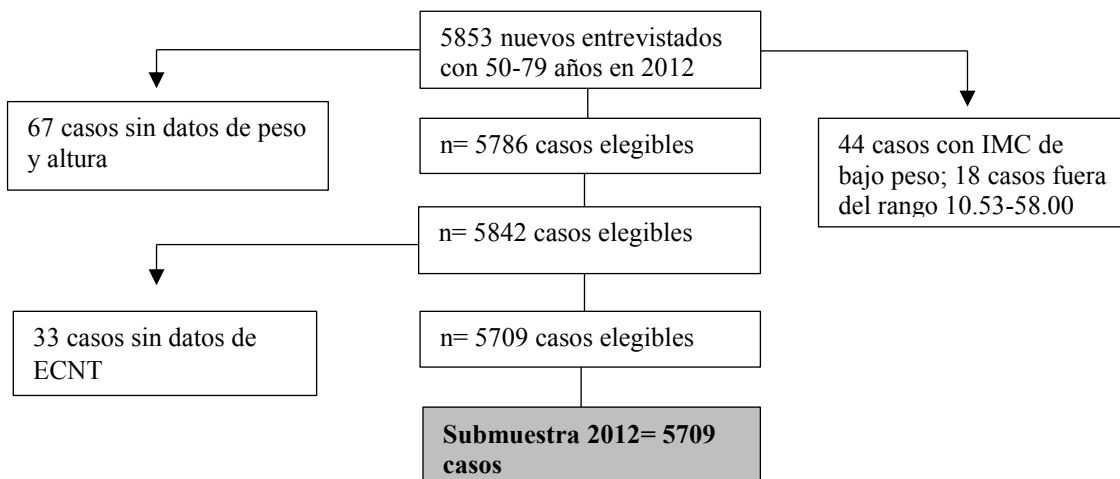 5853 nuevos entrevistados
con 50-79 años en 2012
67 casos sin datos de peso
y altura
44 casos con IMC de
bajo peso; 18 casos fuera
del rango 10.53-58.00
n= 5786 casos elegibles
n= 5842 casos elegibles
33 casos sin datos de
ECNT
n= 5709 casos elegibles
Submuestra 2012= 5709
casos